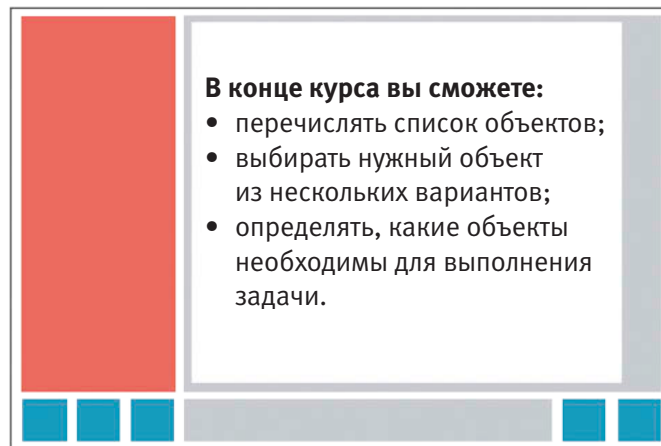 В конце курса вы сможете:
• перечислять список объектов;
• выбирать нужный объект
из нескольких вариантов;
• определять, какие объекты
необходимы для выполнения
задачи.